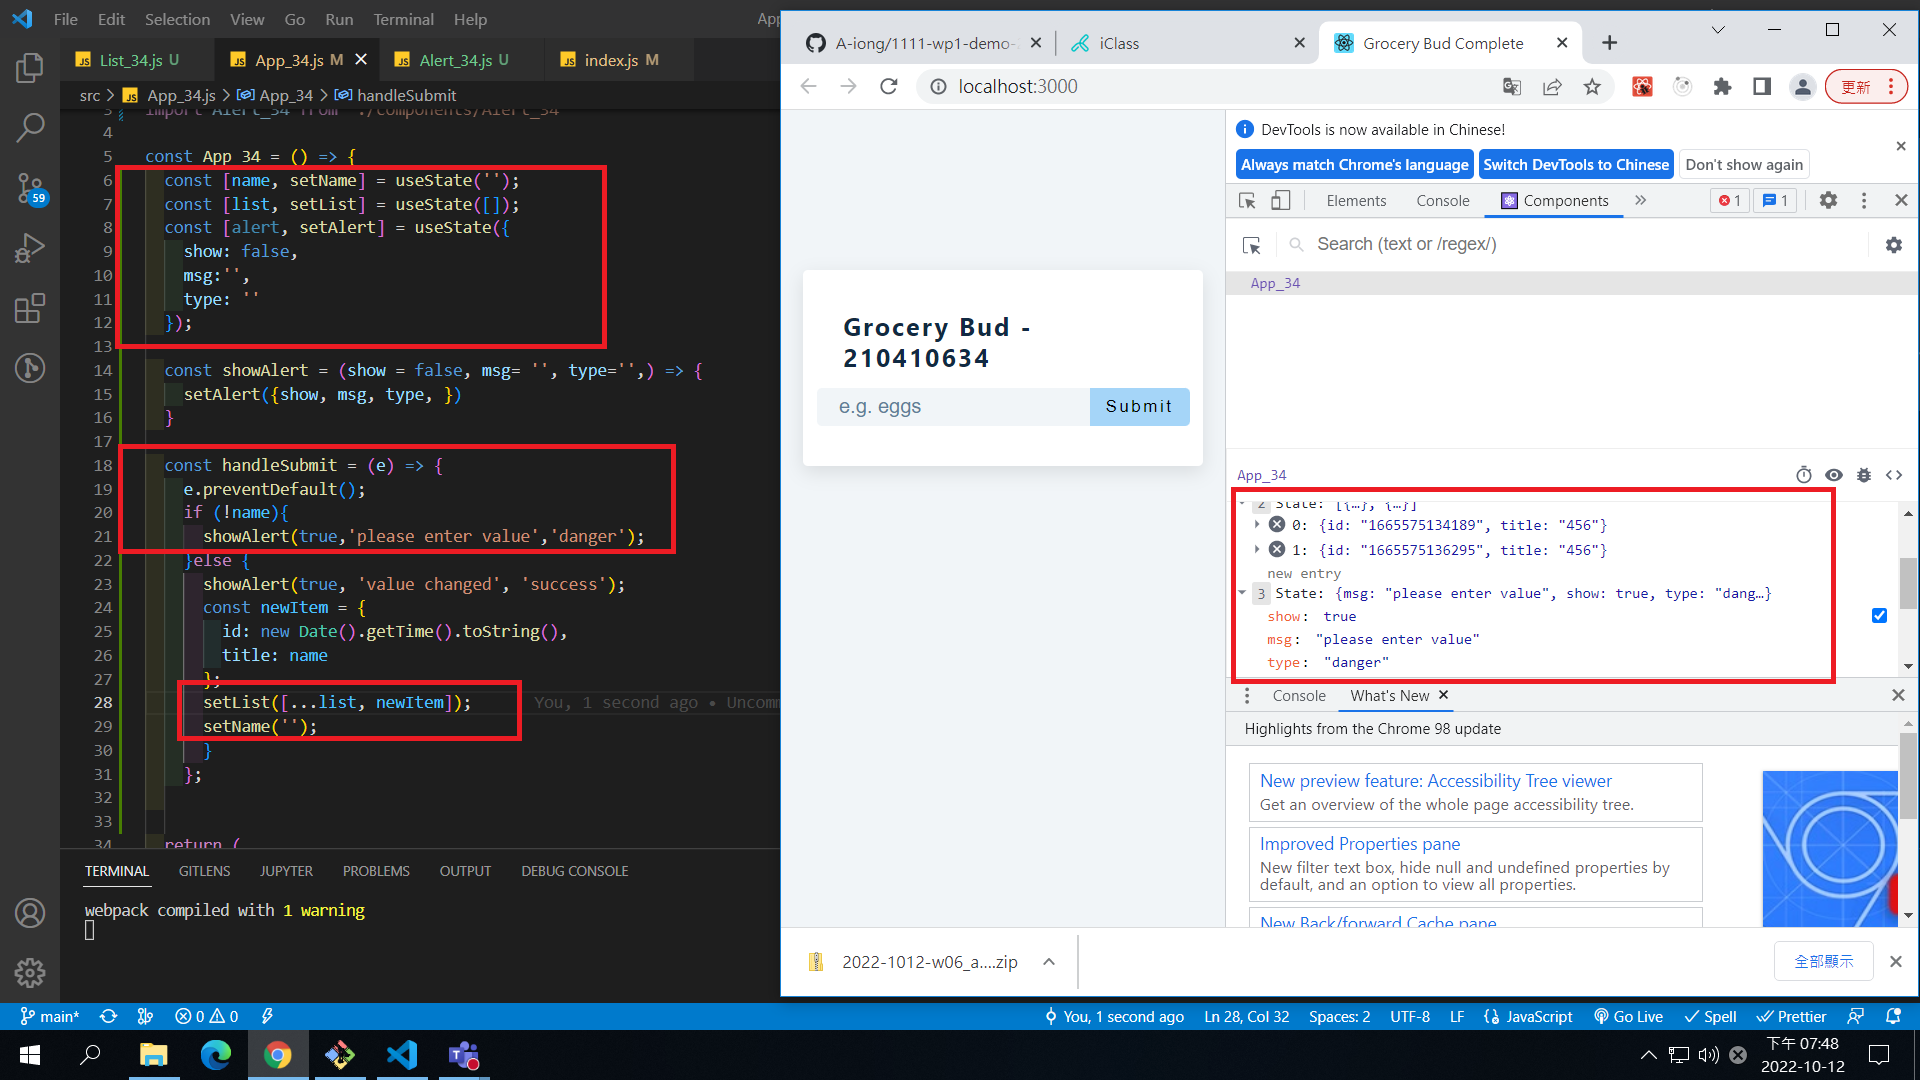 File Edit Selection View Go Run Terminal Help
List_34.js U
App_34.js M
Alert_34.js U
index.js M
src > App_34.js > App_34 > handleSubmit
3 import Alert_34 from './components/Alert_34'
4
5 const App_34 = () => {
6 const [name, setName] = useState('');
7 const [list, setList] = useState([]);
8 const [alert, setAlert] = useState({
9 show: false,
10 msg:'',
11 type: ''
12 });
13
14 const showAlert = (show = false, msg= '', type='',) => {
15 setAlert({show, msg, type, })
16 }
17
18 const handleSubmit = (e) => {
19 e.preventDefault();
20 if (!name){
21 showAlert(true,'please enter value','danger');
22 }else {
23 showAlert(true, 'value changed', 'success');
24 const newItem = {
25 id: new Date().getTime().toString(),
26 title: name
27 };
28 setList([...list, newItem]); You, 1 second ago • Uncomm
29 setName('');
30 }
31 };
32
33
34 return (
TERMINAL GITLENS JUPYTER PROBLEMS OUTPUT DEBUG CONSOLE
webpack compiled with 1 warning
A-iong/1111-wp1-demo-
iClass
Grocery Bud Complete
localhost:3000
更新
Grocery Bud -
210410634
e.g. eggs
Submit
DevTools is now available in Chinese!
Always match Chrome's language
Switch DevTools to Chinese
Don't show again
Elements Console Components » 1 1
Search (text or /regex/)
App_34
App_34
2 State: [{…}, {…}]
0: {id: "1665575134189", title: "456"}
1: {id: "1665575136295", title: "456"}
new entry
3 State: {msg: "please enter value", show: true, type: "dang…}
show: true
msg: "please enter value"
type: "danger"
Console What's New
Highlights from the Chrome 98 update
New preview feature: Accessibility Tree viewer
Get an overview of the whole page accessibility tree.
Improved Properties pane
New filter text box, hide null and undefined properties by
default, and an option to view all properties.
New Back/forward Cache pane
2022-1012-w06_a....zip
全部顯示
59
main* 0 0
You, 1 second ago Ln 28, Col 32 Spaces: 2 UTF-8 LF JavaScript Go Live Spell Prettier
下午 07:48
2022-10-12